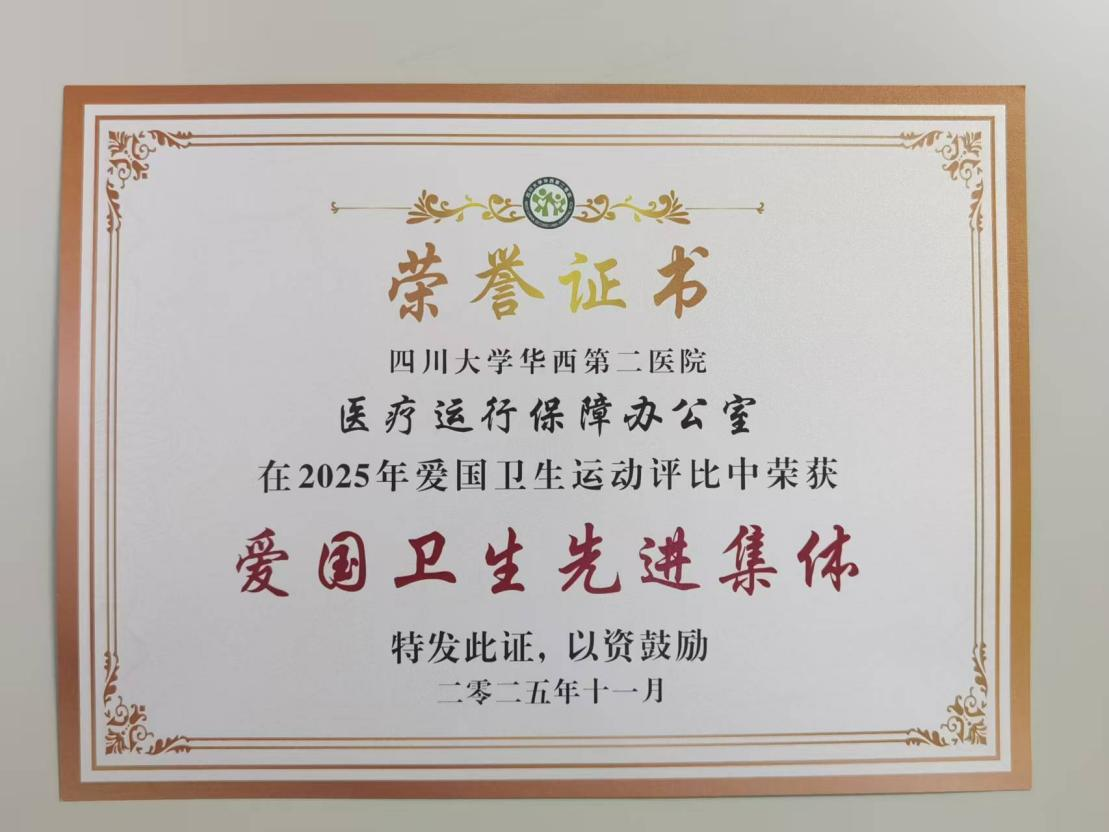 荣誉证书
四川大学华西第二医院
医疗运行保障办公室
在2025年爱国卫生运动评比中荣获
爱国卫生先进集体
特发此证，以资鼓励
二零二五年十一月